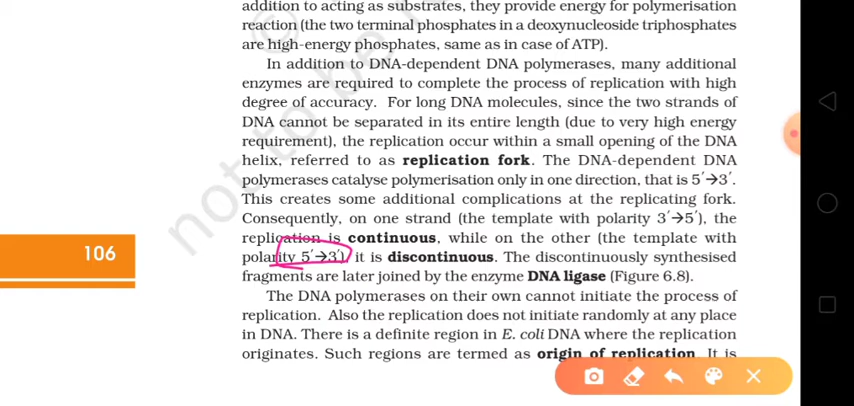 addition to acting as substrates, they provide energy for polymerisation
reaction (the two terminal phosphates in a deoxynucleoside triphosphates
are high-energy phosphates, same as in case of ATP).
In addition to DNA-dependent DNA polymerases, many additional
enzymes are required to complete the process of replication with high
degree of accuracy. For long DNA molecules, since the two strands of
DNA cannot be separated in its entire length (due to very high energy
requirement), the replication occur within a small opening of the DNA
helix, referred to as replication fork. The DNA-dependent DNA
polymerases catalyse polymerisation only in one direction, that is 5′→3′.
This creates some additional complications at the replicating fork.
Consequently, on one strand (the template with polarity 3′→5′), the
replication is continuous, while on the other (the template with
106
polarity 5′→3′), it is discontinuous. The discontinuously synthesised
fragments are later joined by the enzyme DNA ligase (Figure 6.8).
The DNA polymerases on their own cannot initiate the process of
replication. Also the replication does not initiate randomly at any place
in DNA. There is a definite region in E. coli DNA where the replication
originates. Such regions are termed as origin of replication. It is
© not to be